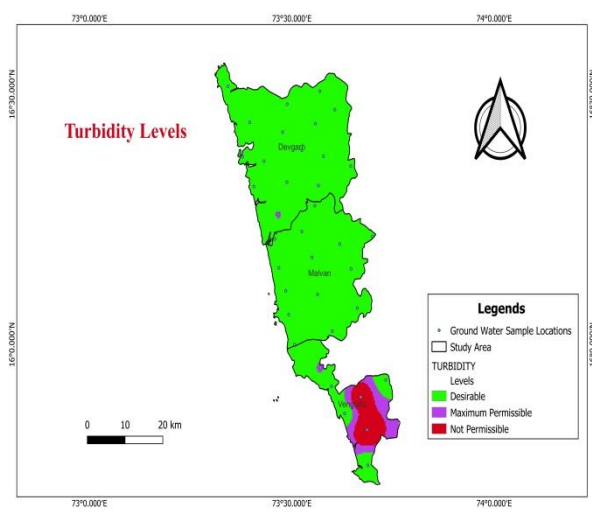 73°0.000'E 73°30.000'E 74°0.000'E
16°30.000'N
Turbidity Levels
Devgarh
Malvan
16°0.000'N
Legends
Ground Water Sample Locations
Study Area
TURBIDITY
Levels
Desirable
Maximum Permissible
Not Permissible
0 10 20 km
73°0.000'E 73°30.000'E 74°0.000'E